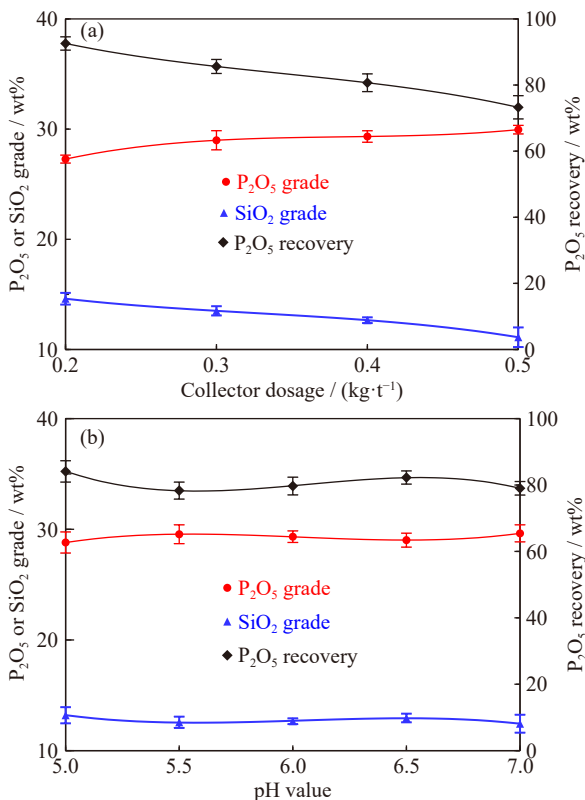 (a)
P₂O₅ or SiO₂ grade / wt%
40
30
20
10
P₂O₅ grade
SiO₂ grade
P₂O₅ recovery
100
80
60
40
20
0
P₂O₅ recovery / wt%
0.2 0.3 0.4 0.5
Collector dosage / (kg·t⁻¹)
(b)
P₂O₅ or SiO₂ grade / wt%
40
30
20
10
P₂O₅ grade
SiO₂ grade
P₂O₅ recovery
100
80
60
40
20
0
P₂O₅ recovery / wt%
5.0 5.5 6.0 6.5 7.0
pH value